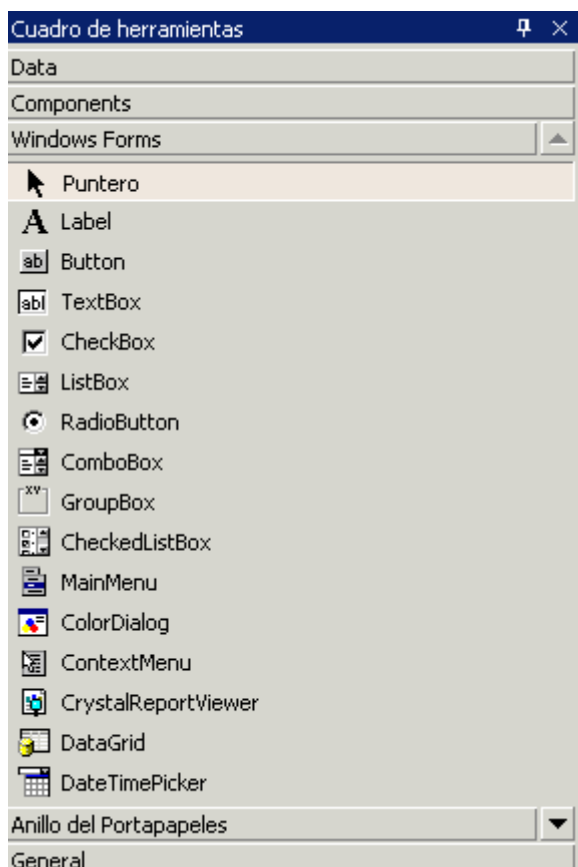 Cuadro de herramientas
Data
Components
Windows Forms
Puntero
A Label
ab Button
abl TextBox
CheckBox
ListBox
RadioButton
ComboBox
XY GroupBox
CheckedListBox
MainMenu
ColorDialog
ContextMenu
CrystalReportViewer
DataGrid
DateTimePicker
Anillo del Portapapeles
General